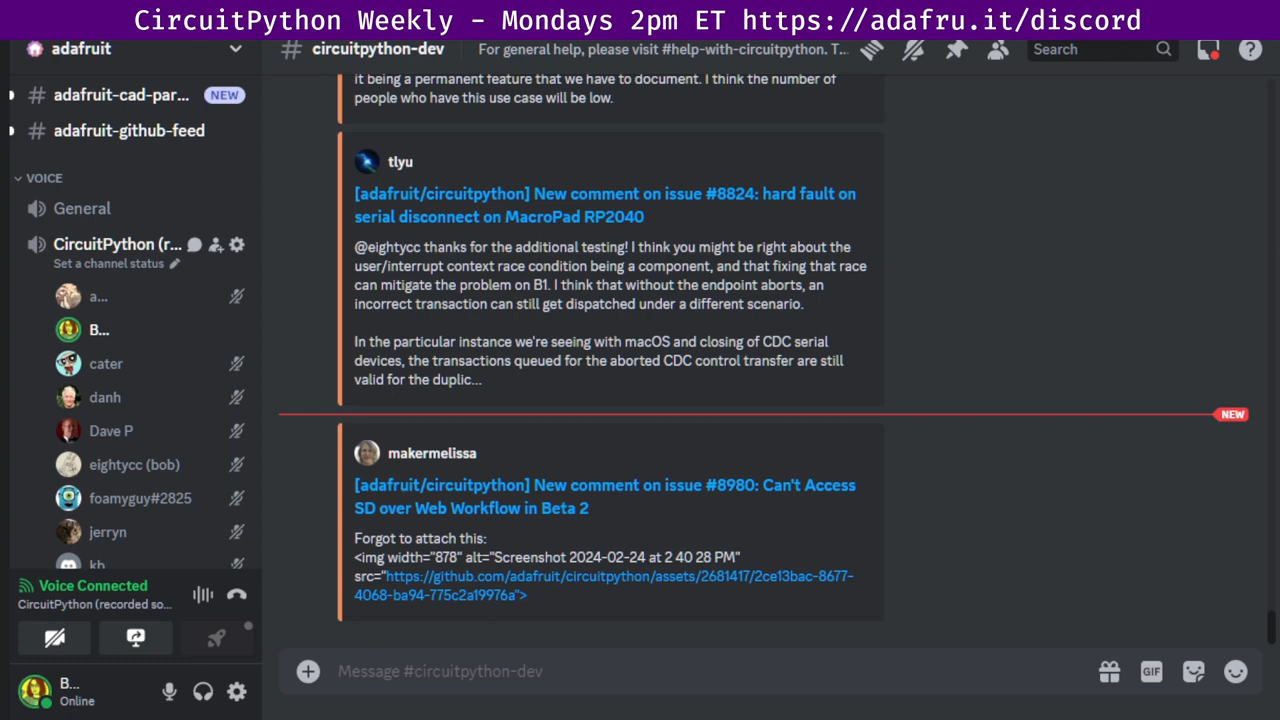 CircuitPython Weekly - Mondays 2pm ET https://adafru.it/discord
adafruit
adafruit-cad-par... NEW
adafruit-github-feed
VOICE
General
CircuitPython (r...
Set a channel status
a...
B...
cater
danh
Dave P
eightycc (bob)
foamyguy#2825
jerryn
kb
Voice Connected
CircuitPython (recorded so...
B...
Online
# circuitpython-dev
For general help, please visit #help-with-circuitpython. T...
Search
it being a permanent feature that we have to document. I think the number of
people who have this use case will be low.
tlyu
[adafruit/circuitpython] New comment on issue #8824: hard fault on
serial disconnect on MacroPad RP2040
@eightycc thanks for the additional testing! I think you might be right about the
user/interrupt context race condition being a component, and that fixing that race
can mitigate the problem on B1. I think that without the endpoint aborts, an
incorrect transaction can still get dispatched under a different scenario.
In the particular instance we're seeing with macOS and closing of CDC serial
devices, the transactions queued for the aborted CDC control transfer are still
valid for the duplic...
NEW
makermelissa
[adafruit/circuitpython] New comment on issue #8980: Can't Access
SD over Web Workflow in Beta 2
Forgot to attach this:
<img width="878" alt="Screenshot 2024-02-24 at 2 40 28 PM"
src="https://github.com/adafruit/circuitpython/assets/2681417/2ce13bac-8677-
4068-ba94-775c2a19976a">
Message #circuitpython-dev
GIF